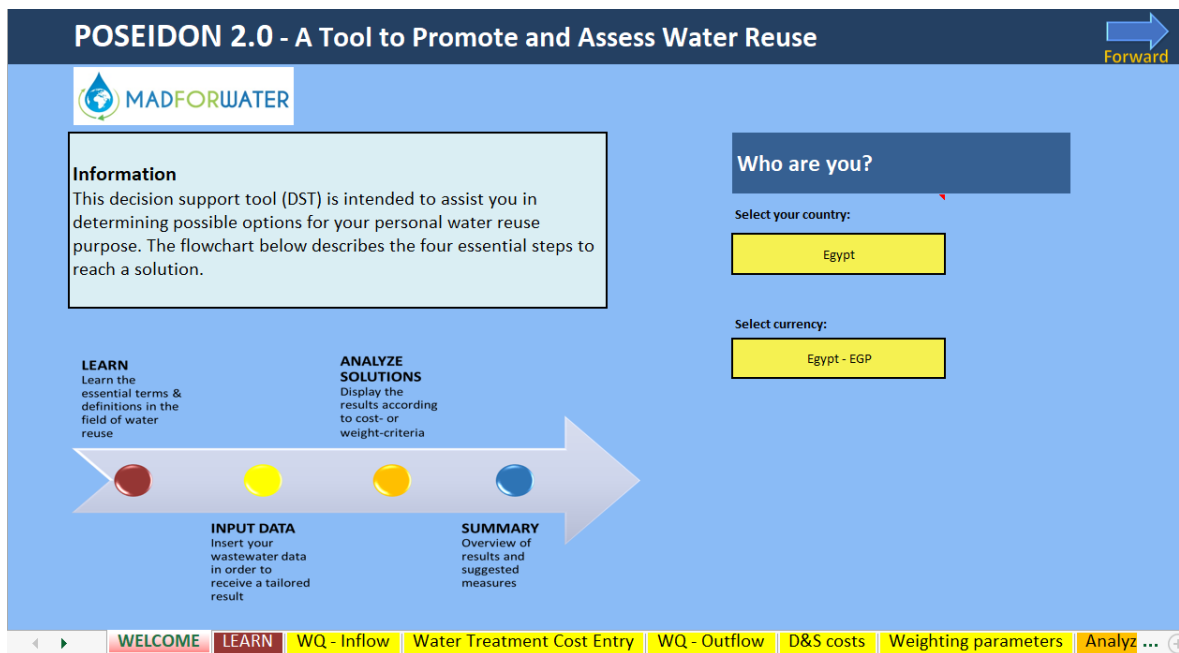 POSEIDON 2.0 - A Tool to Promote and Assess Water Reuse
Forward
MADFORWATER
Information
This decision support tool (DST) is intended to assist you in
determining possible options for your personal water reuse
purpose. The flowchart below describes the four essential steps to
reach a solution.
Who are you?
Select your country:
Egypt
Select currency:
Egypt - EGP
LEARN
Learn the
essential terms &
definitions in the
field of water
reuse
ANALYZE
SOLUTIONS
Display the
results according
to cost- or
weight-criteria
INPUT DATA
Insert your
wastewater data
in order to
receive a tailored
result
SUMMARY
Overview of
results and
suggested
measures
WELCOME LEARN WQ - Inflow Water Treatment Cost Entry WQ - Outflow D&S costs Weighting parameters Analyz ...